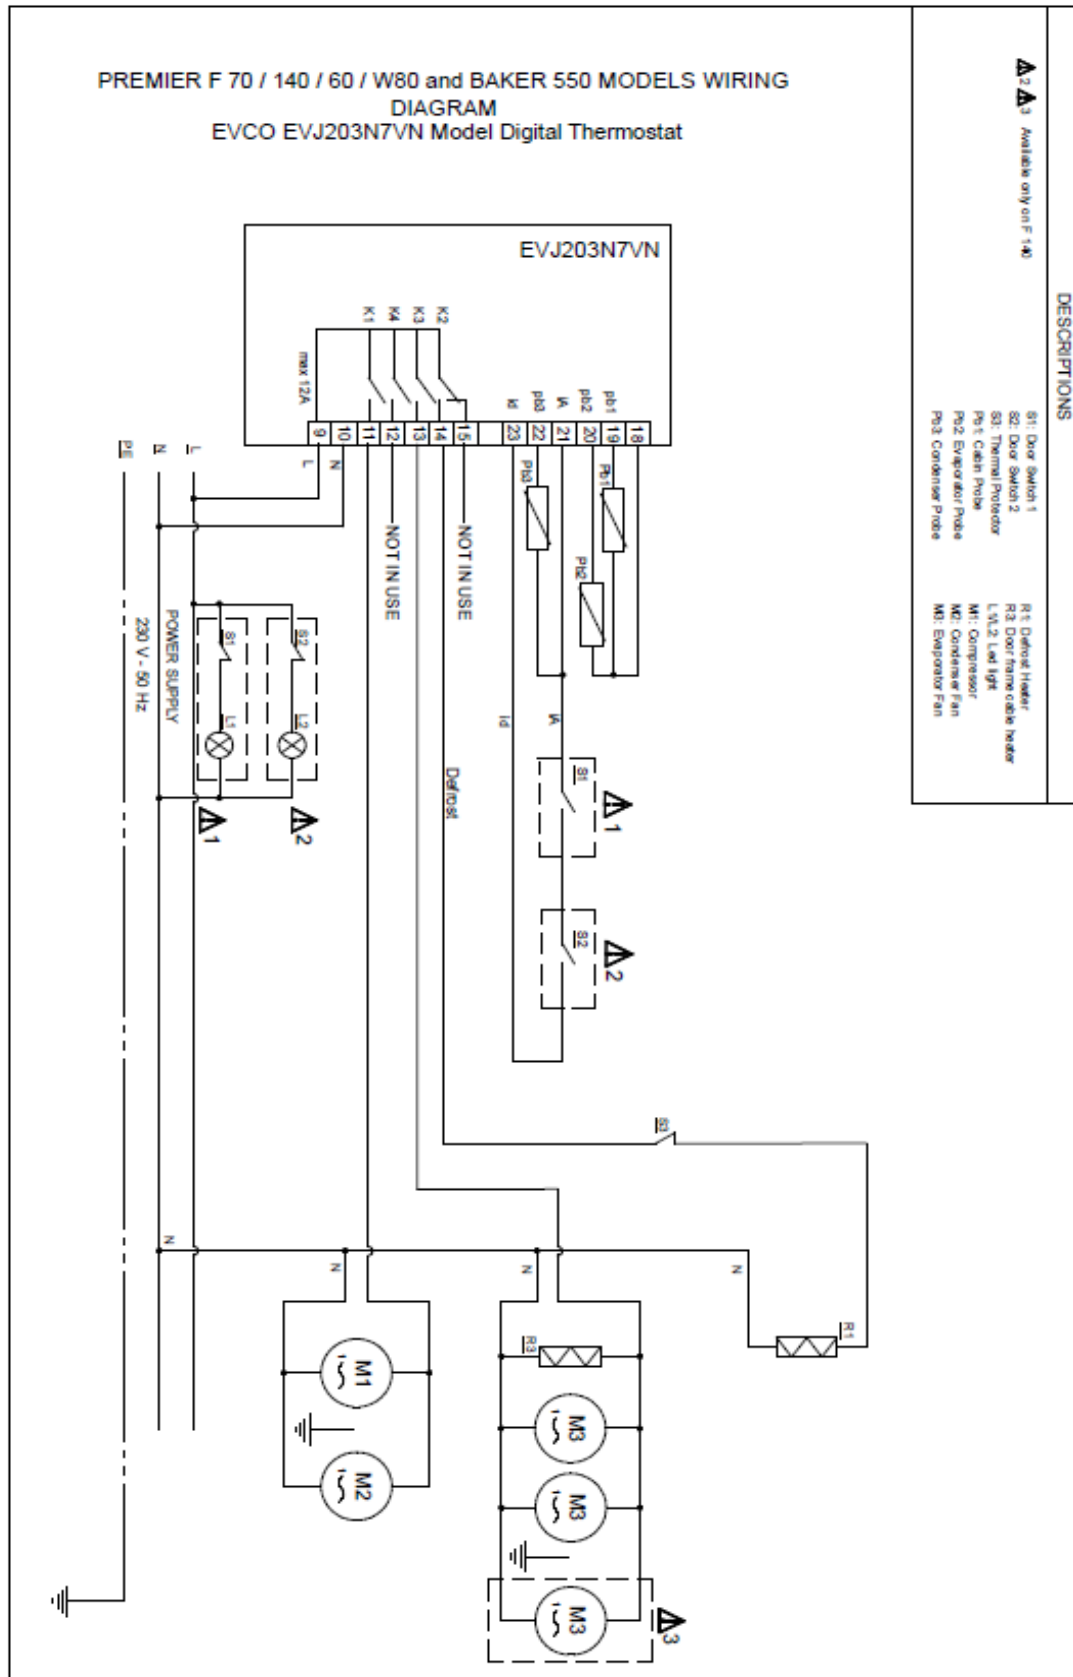 PREMIER F 70 / 140 / 60 / W80 and BAKER 550 MODELS WIRING
DIAGRAM
EVCO EVJ203N7VN Model Digital Thermostat
DESCRIPTIONS
2 3 Available only on F 140
S1: Door Switch 1
S2: Door Switch 2
S3: Thermal Protector
Pb1: Cabin Probe
Pb2: Evaporator Probe
Pb3: Condenser Probe
R1: Defrost Heater
R3: Door frame cable heater
L1/L2: Led light
M1: Compressor
M2: Condenser Fan
M3: Evaporator Fan
EVJ203N7VN
K1
K4
K3
K2
max 12A
Id
pb3
IA
pb2
pb1
9
10
11
12
13
14
15
23
22
21
20
19
18
L
N
PE
N
L
NOT IN USE
NOT IN USE
Pb3
Pb1
Pb2
POWER SUPPLY
230 V - 50 Hz
S1
L1
S2
L2
1
2
Id
IA
Defrost
S1
1
S2
2
S3
N
N
N
N
R1
R3
M1
M2
M3
M3
M3
3